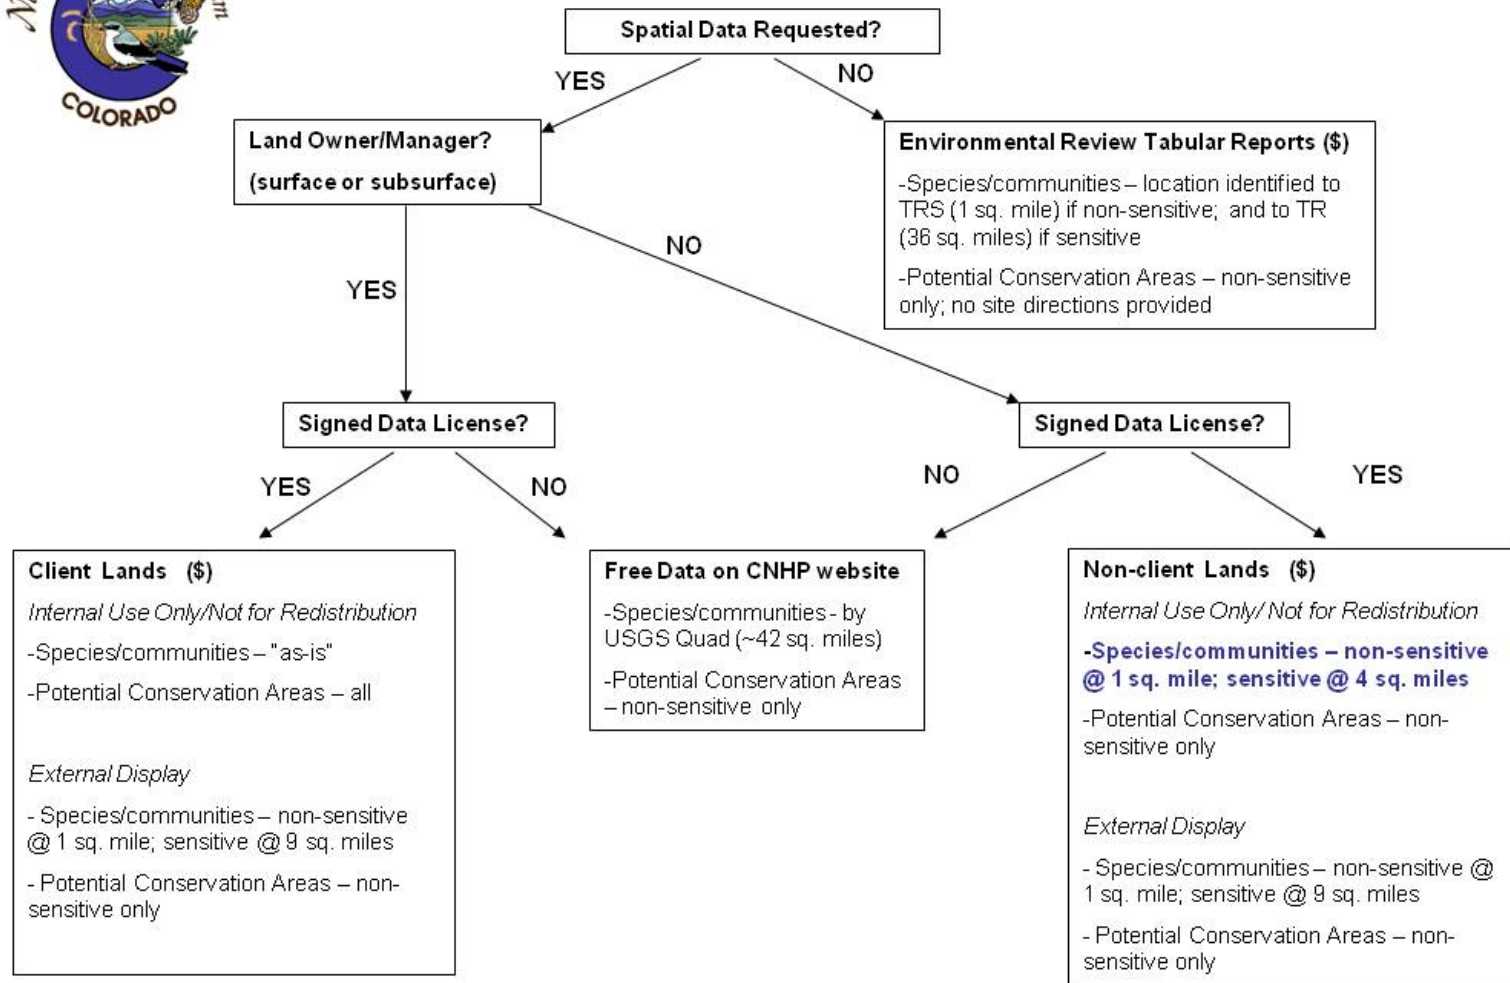 COLORADO
Spatial Data Requested?
YES
NO
Land Owner/Manager?
(surface or subsurface)
Environmental Review Tabular Reports ($)
-Species/communities – location identified to
TRS (1 sq. mile) if non-sensitive; and to TR
(36 sq. miles) if sensitive
-Potential Conservation Areas – non-sensitive
only; no site directions provided
YES
NO
Signed Data License?
Signed Data License?
YES
NO
NO
YES
Client Lands ($)
Internal Use Only/Not for Redistribution
-Species/communities – "as-is"
-Potential Conservation Areas – all
External Display
- Species/communities – non-sensitive
@ 1 sq. mile; sensitive @ 9 sq. miles
- Potential Conservation Areas – non-
sensitive only
Free Data on CNHP website
-Species/communities - by
USGS Quad (~42 sq. miles)
-Potential Conservation Areas
– non-sensitive only
Non-client Lands ($)
Internal Use Only/ Not for Redistribution
-Species/communities – non-sensitive
@ 1 sq. mile; sensitive @ 4 sq. miles
-Potential Conservation Areas – non-
sensitive only
External Display
- Species/communities – non-sensitive @
1 sq. mile; sensitive @ 9 sq. miles
- Potential Conservation Areas – non-
sensitive only